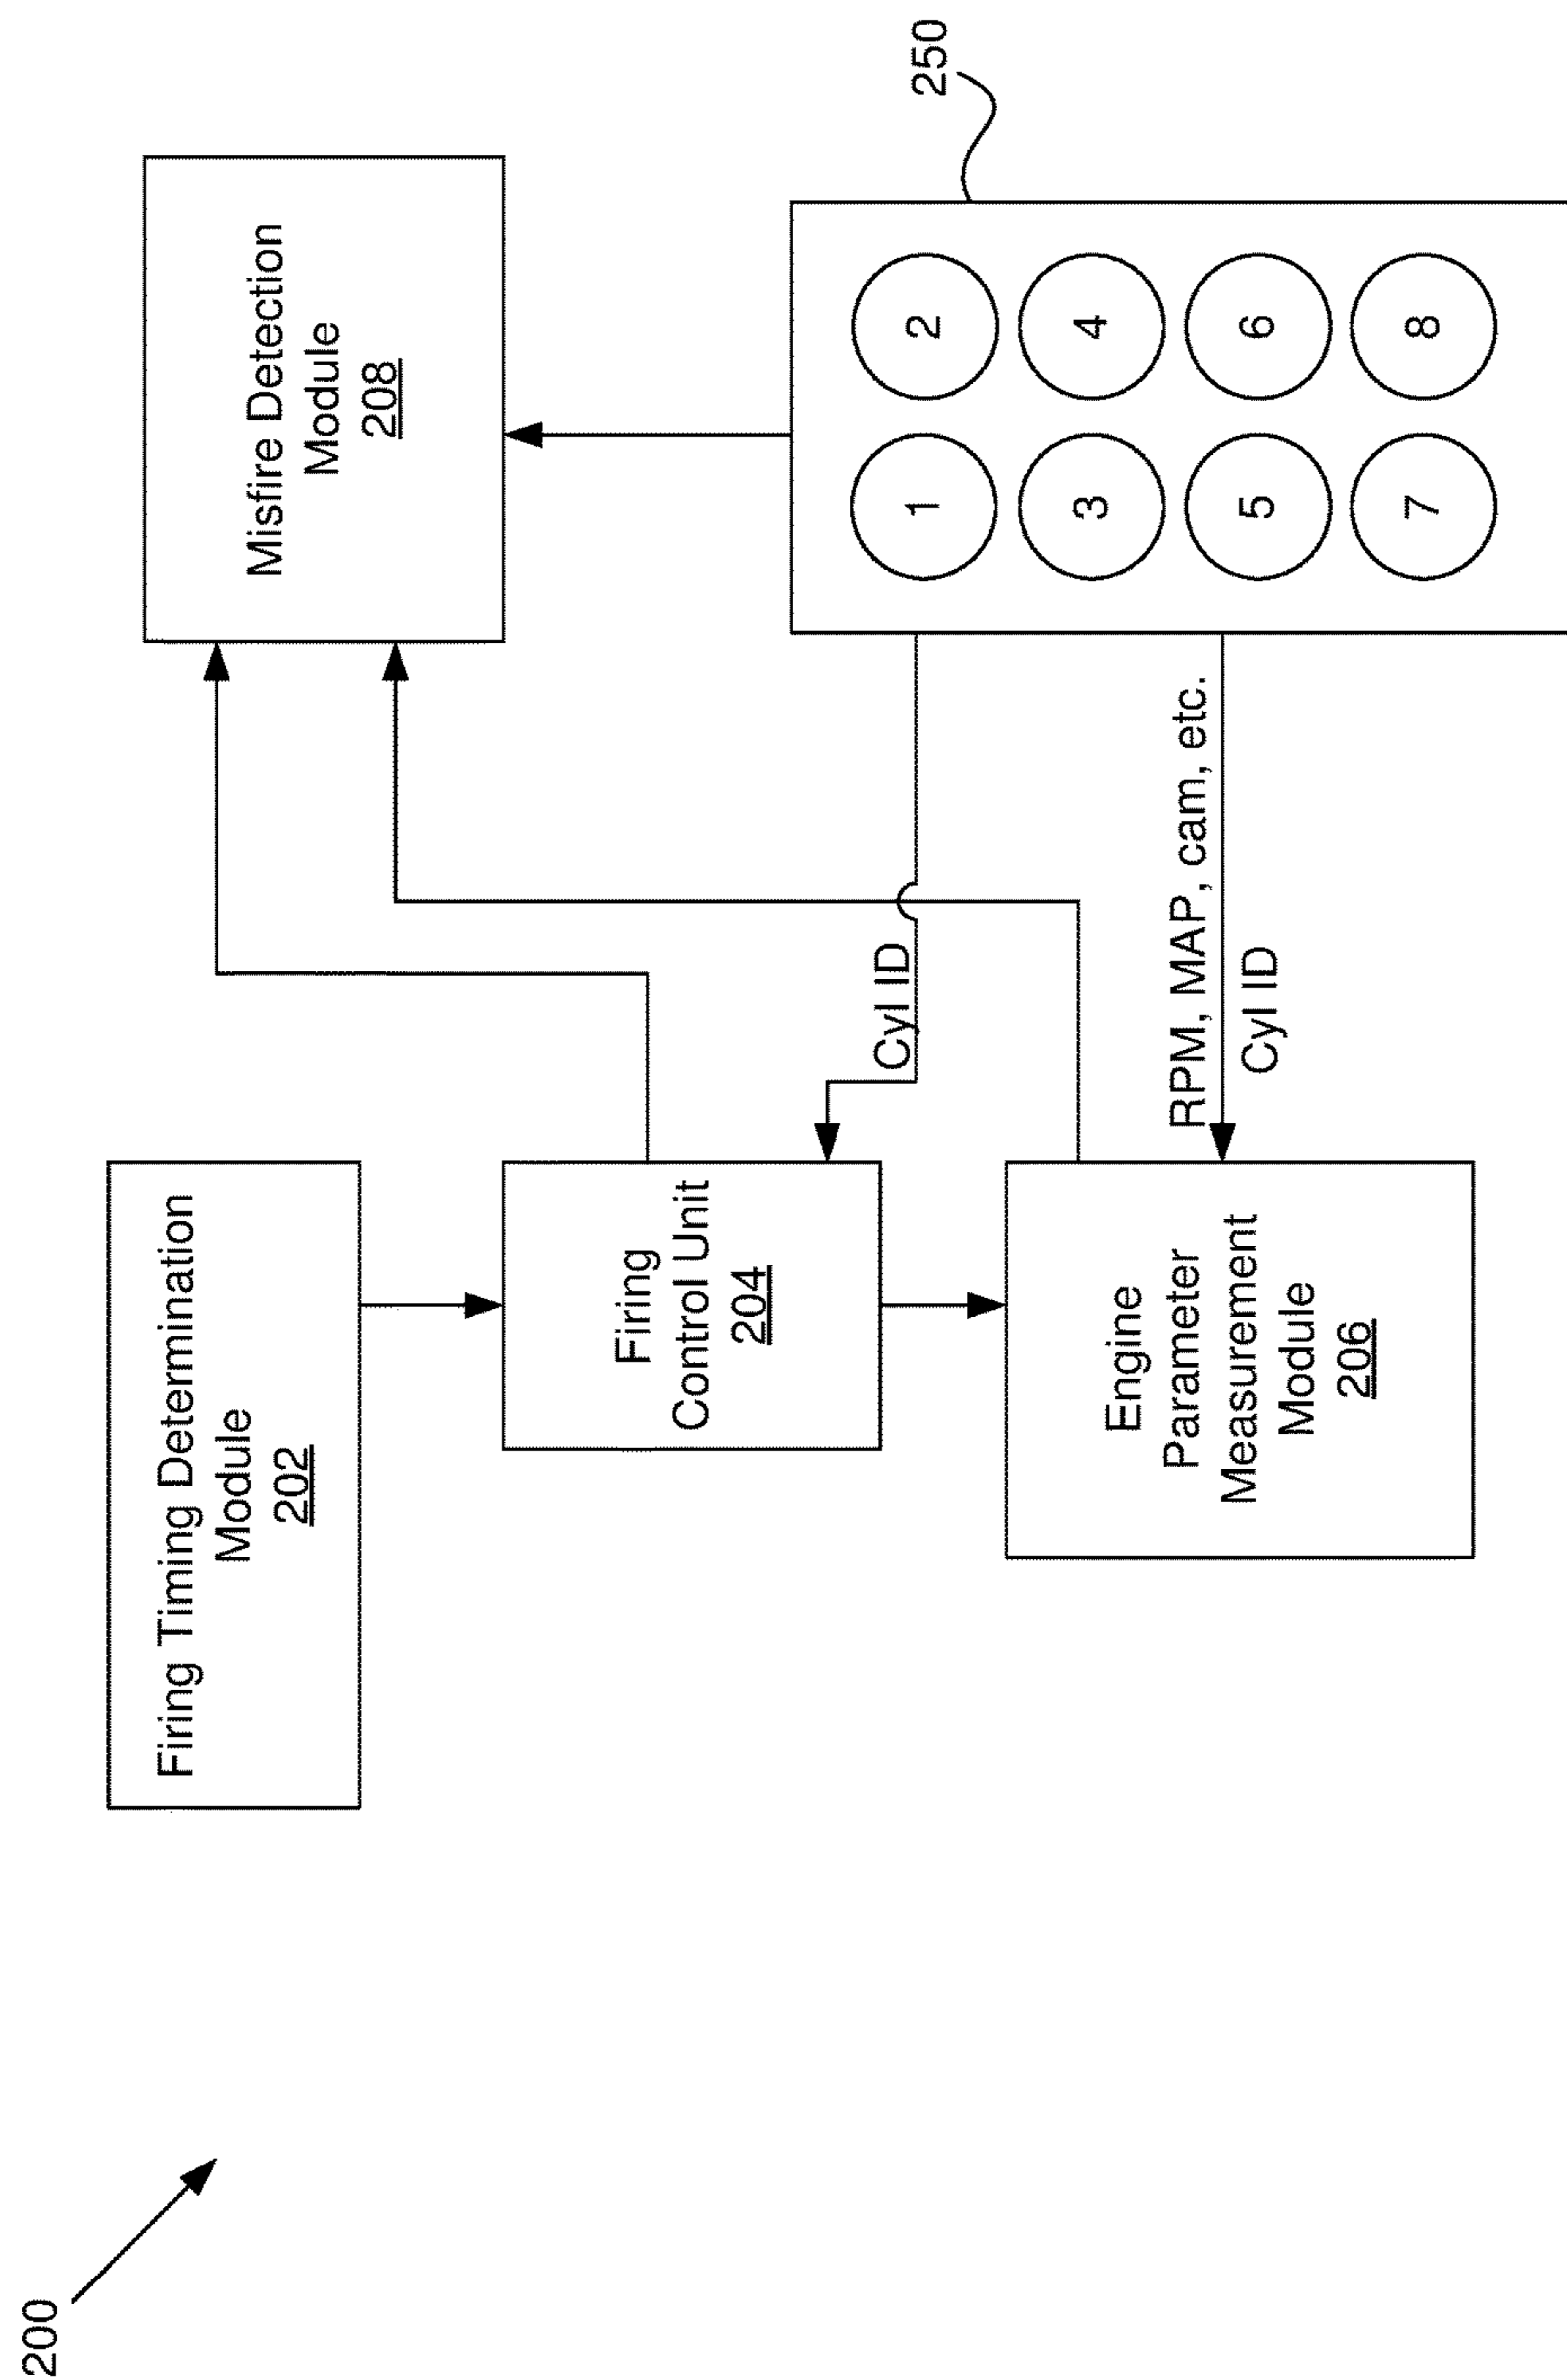 200
Firing Timing Determination
Module
202
Firing
Control Unit
204
Engine
Parameter
Measurement
Module
206
Misfire Detection
Module
208
Cyl ID
RPM, MAP, cam, etc.
Cyl ID
250
1
2
3
4
5
6
7
8